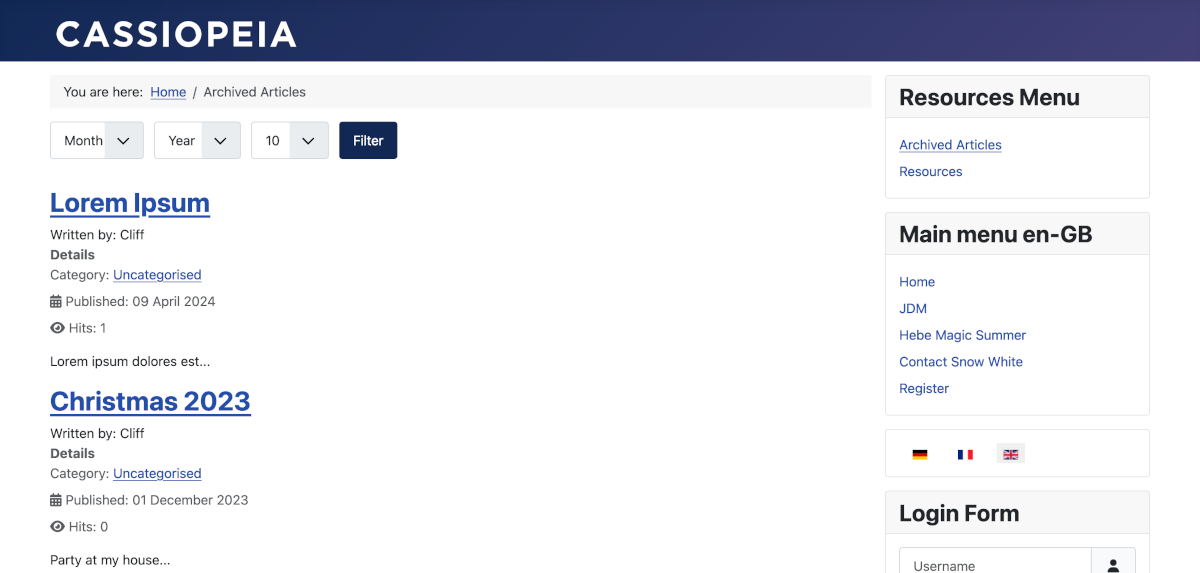 CASSIOPEIA
You are here: Home / Archived Articles
Month Year 10 Filter
Lorem Ipsum
Written by: Cliff
Details
Category: Uncategorised
Published: 09 April 2024
Hits: 1
Lorem ipsum dolores est...
Christmas 2023
Written by: Cliff
Details
Category: Uncategorised
Published: 01 December 2023
Hits: 0
Party at my house...
Resources Menu
Archived Articles
Resources
Main menu en-GB
Home
JDM
Hebe Magic Summer
Contact Snow White
Register
Login Form
Username